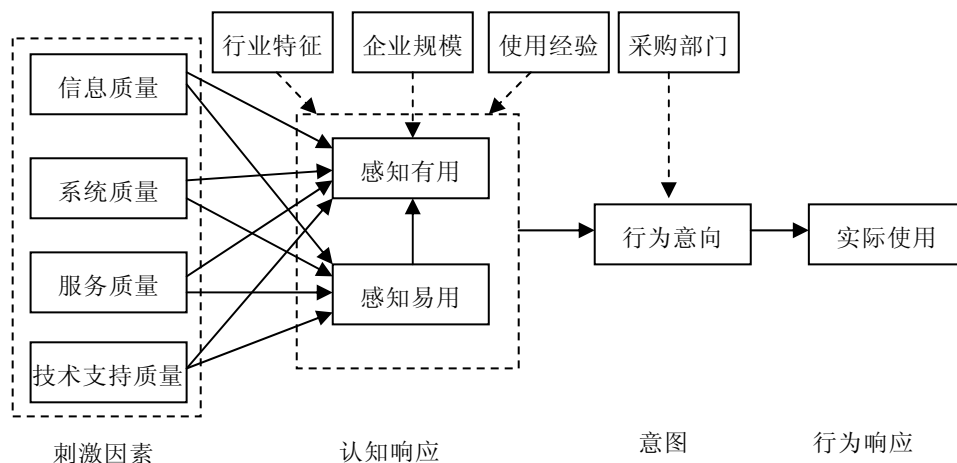 行业特征
企业规模
使用经验
采购部门
信息质量
系统质量
服务质量
技术支持质量
感知有用
感知易用
行为意向
实际使用
刺激因素
认知响应
意图
行为响应